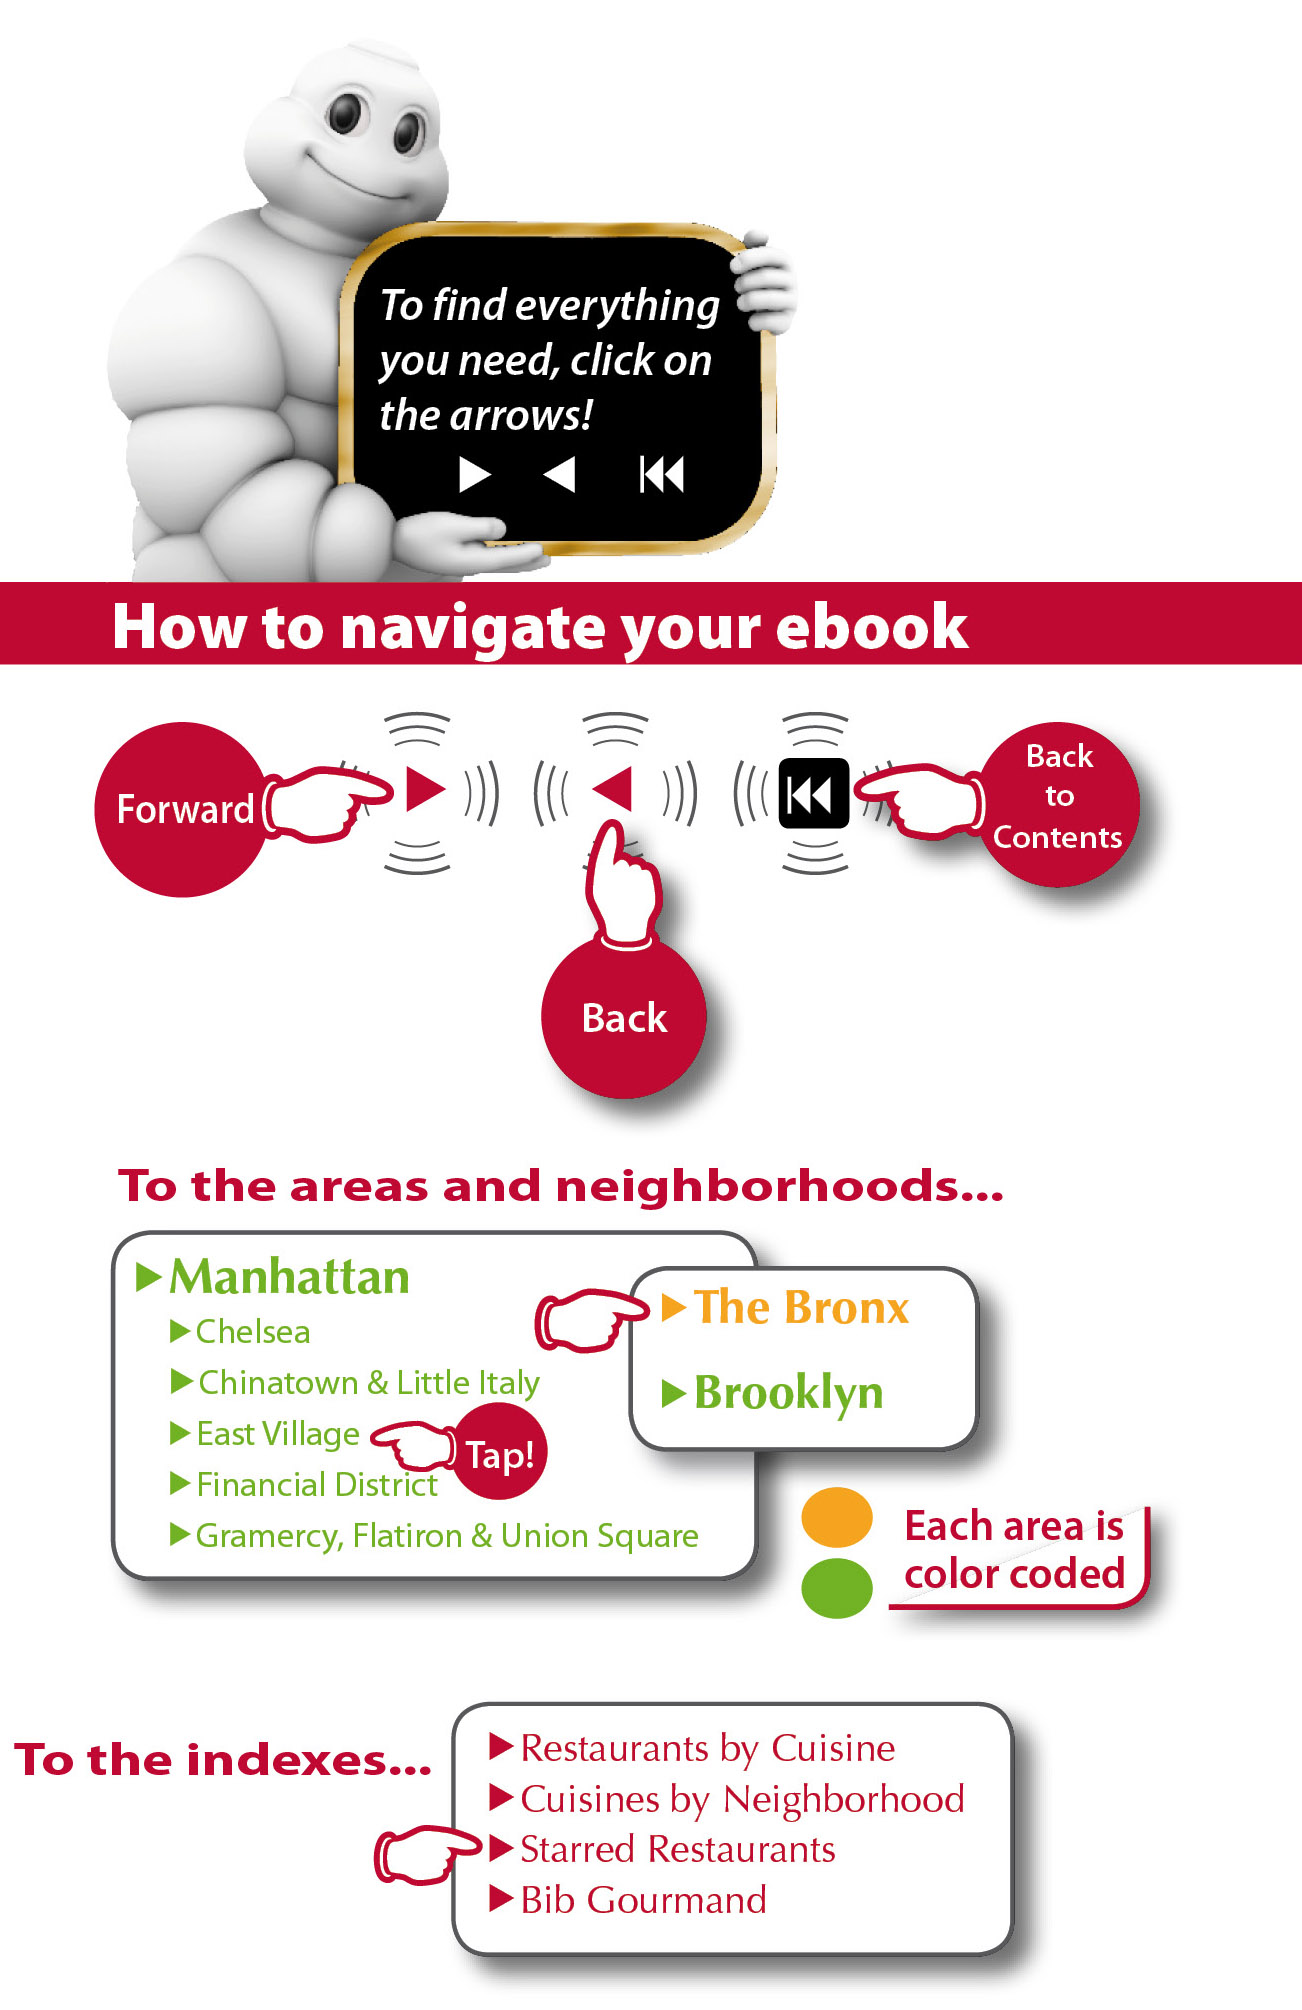 To find everything
you need, click on
the arrows!
How to navigate your ebook
Forward
Back
to
Contents
Back
To the areas and neighborhoods...
Manhattan
Chelsea
Chinatown & Little Italy
East Village
Tap!
Financial District
Gramercy, Flatiron & Union Square
The Bronx
Brooklyn
Each area is
color coded
To the indexes...
Restaurants by Cuisine
Cuisines by Neighborhood
Starred Restaurants
Bib Gourmand